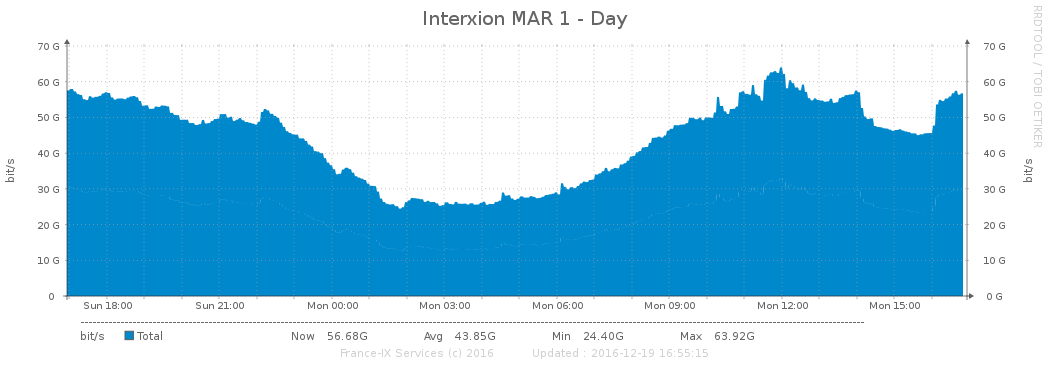 Interxion MAR 1 - Day
RRDTOOL / TOBI OETIKER
bit/s
70 G
60 G
50 G
40 G
30 G
20 G
10 G
0
70 G
60 G
50 G
40 G
30 G
20 G
10 G
0 G
bit/s
Sun 18:00 Sun 21:00 Mon 00:00 Mon 03:00 Mon 06:00 Mon 09:00 Mon 12:00 Mon 15:00
bit/s Total Now 56.68G Avg 43.85G Min 24.40G Max 63.92G
France-IX Services (c) 2016 Updated : 2016-12-19 16:55:15